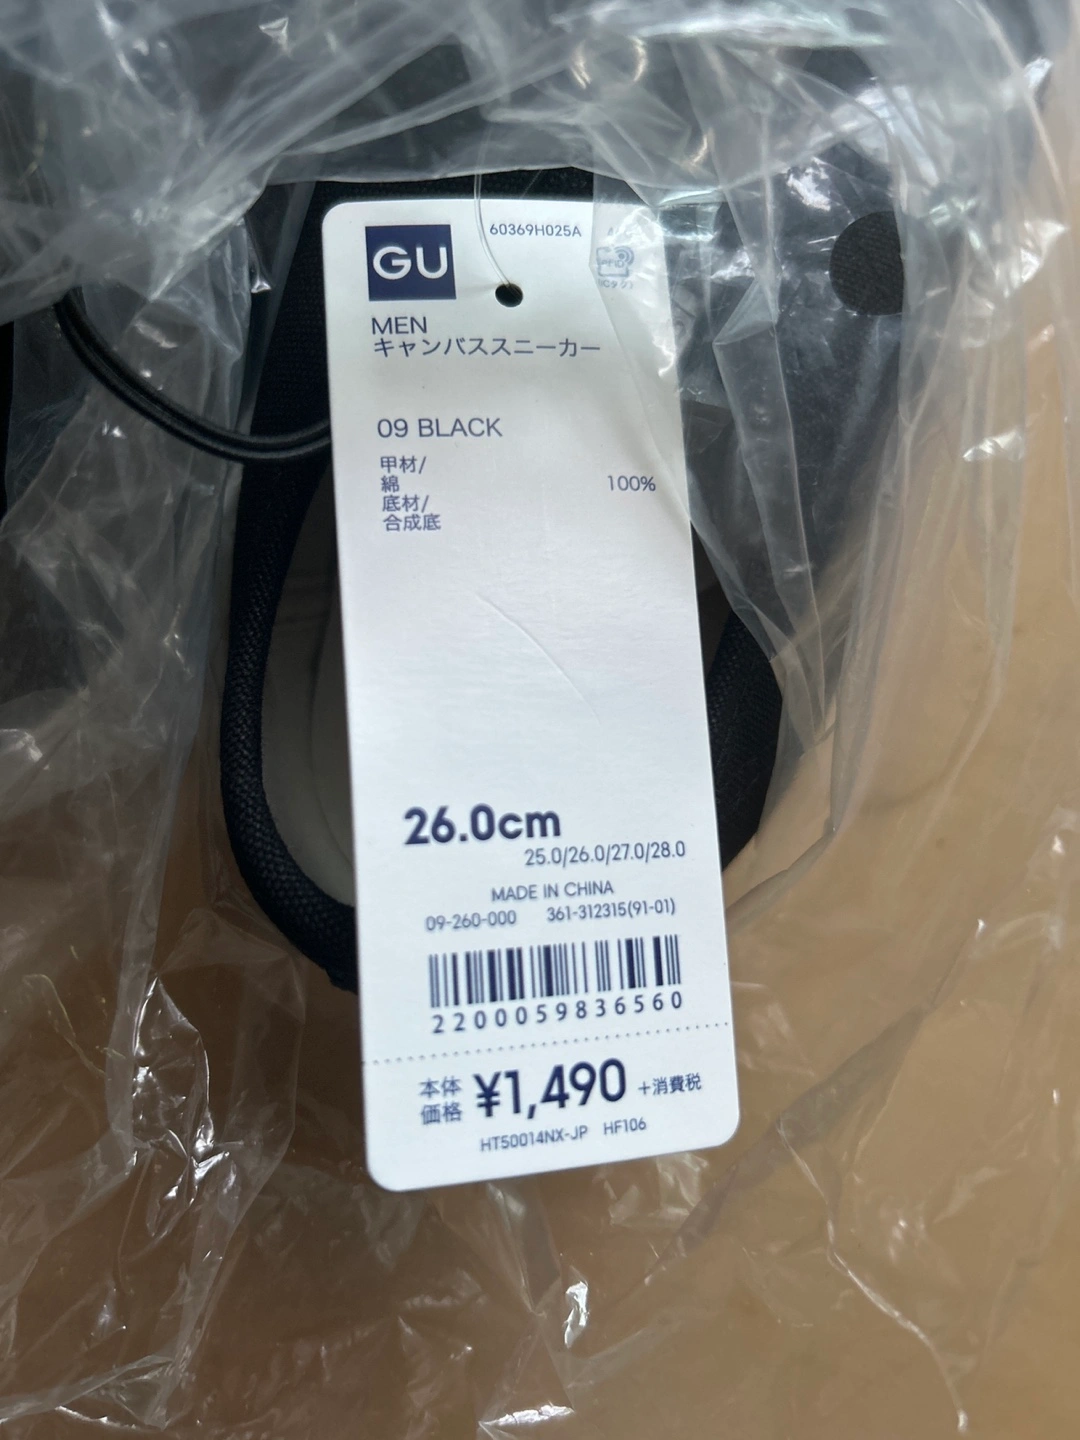 GU
60369H025A
MEN
キャンバススニーカー
09 BLACK
甲材/
綿 100%
底材/
合成底
26.0cm
25.0/26.0/27.0/28.0
MADE IN CHINA
09-260-000 361-312315(91-01)
2200059836560
本体価格 ¥1,490 +消費税
HT50014NX-JP HF106